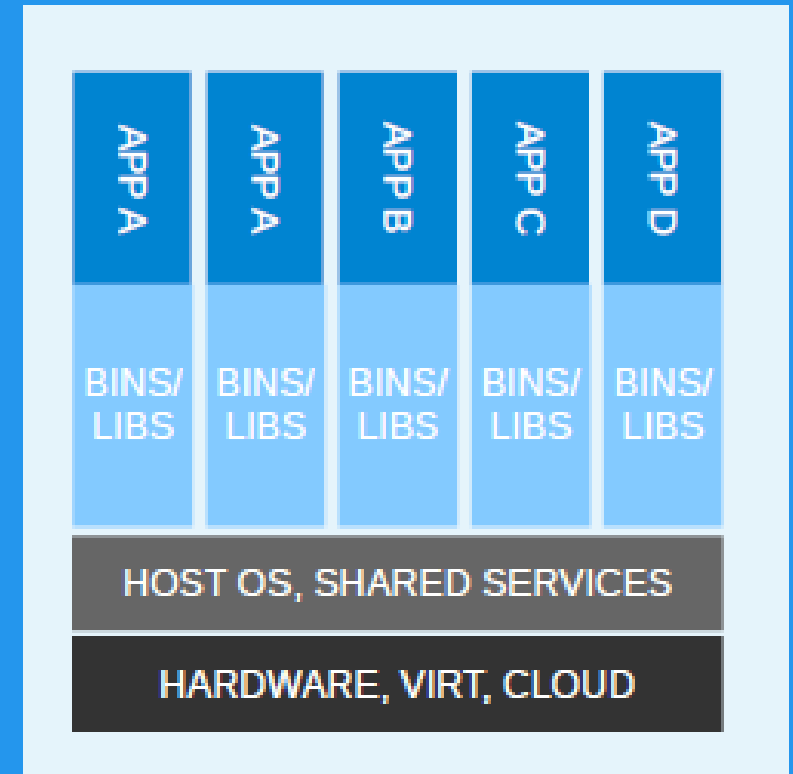 APP A
APP A
APP B
APP C
APP D
BINS/
LIBS
BINS/
LIBS
BINS/
LIBS
BINS/
LIBS
BINS/
LIBS
HOST OS, SHARED SERVICES
HARDWARE, VIRT, CLOUD